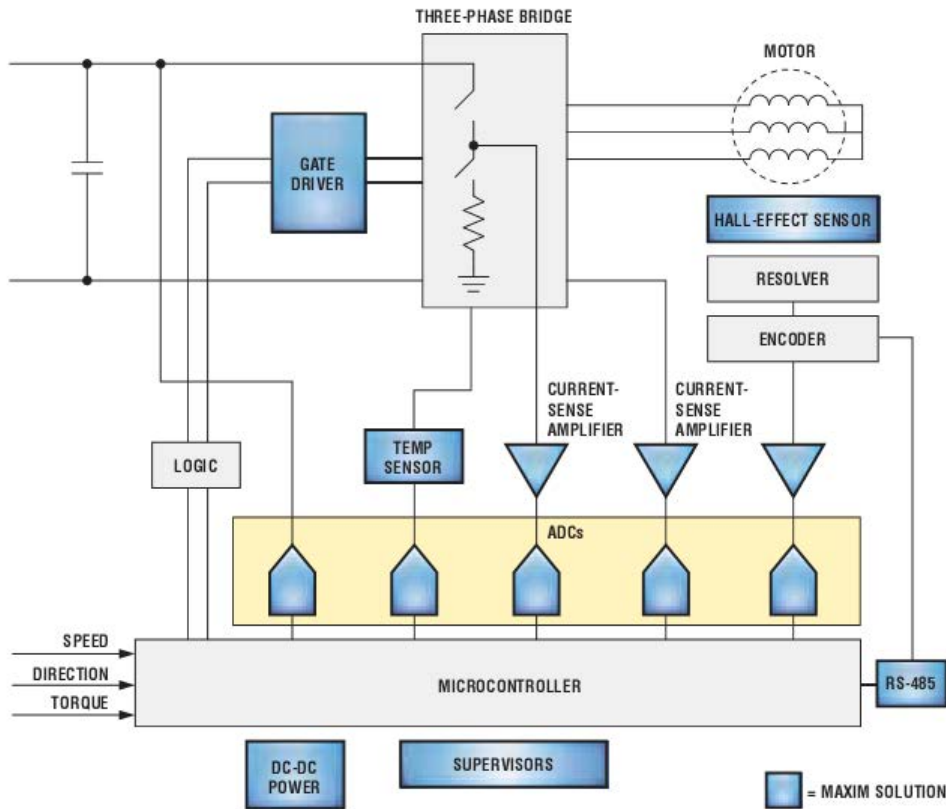 THREE-PHASE BRIDGE
MOTOR
GATE
DRIVER
HALL-EFFECT SENSOR
RESOLVER
ENCODER
CURRENT-
SENSE
AMPLIFIER
CURRENT-
SENSE
AMPLIFIER
TEMP
SENSOR
LOGIC
ADCs
SPEED
DIRECTION
TORQUE
MICROCONTROLLER
RS-485
DC-DC
POWER
SUPERVISORS
= MAXIM SOLUTION